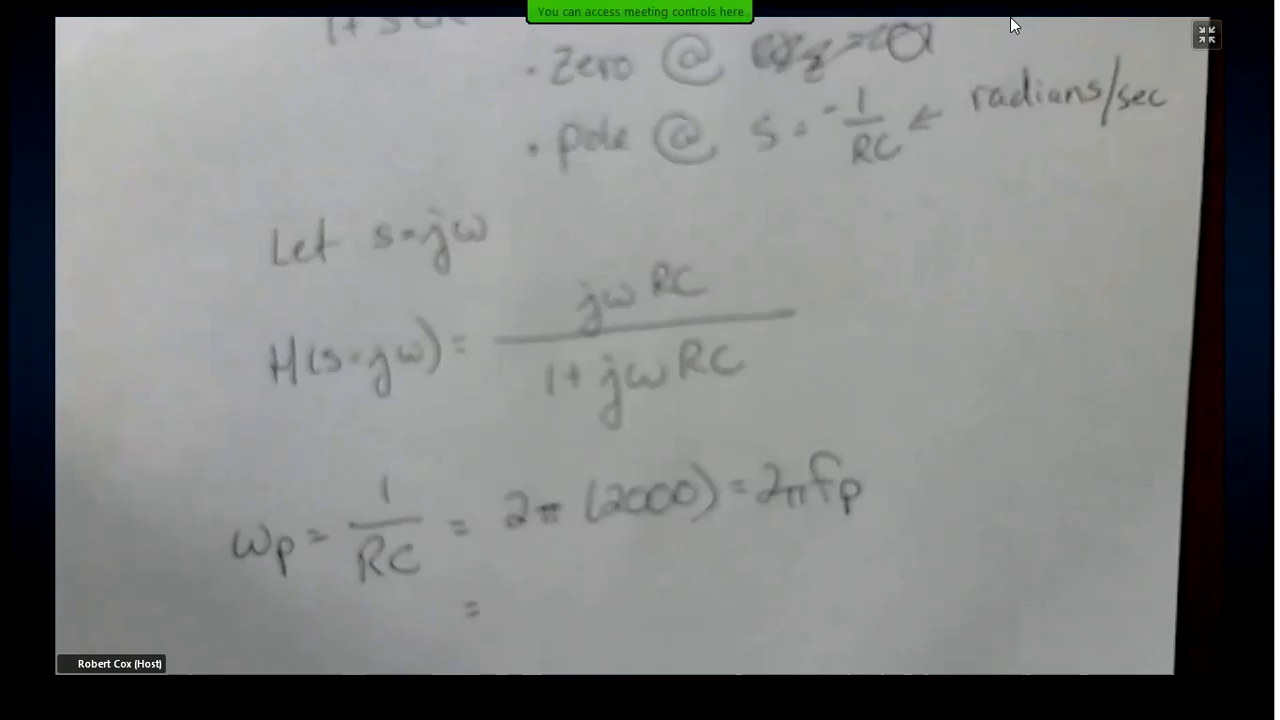 You can access meeting controls here
1 + s
• Zero @
• pole @ s = -1/RC ← radians/sec
Let s=jω
H(s=jω) = jωRC / 1 + jωRC
ωp = 1/RC = 2π (2000) = 2πfp
=
Robert Cox (Host)